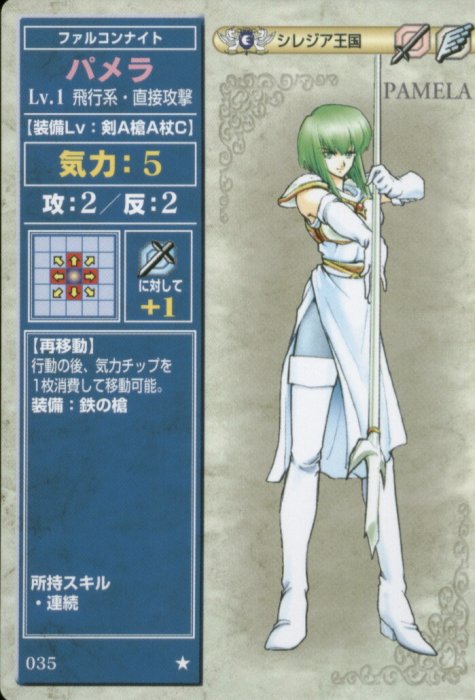 ファルコンナイト
パメラ
Lv.1 飛行系・直接攻撃
【装備Lv：剣A槍A杖C】
気力：5
攻：2／反：2
に対して
+1
【再移動】
行動の後、気力チップを
1枚消費して移動可能。
装備：鉄の槍
所持スキル
・連続
035 ★
シレジア王国
PAMELA